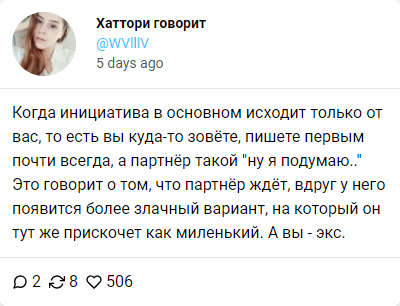 Хаттори говорит
@WVlllV
5 days ago
Когда инициатива в основном исходит только от
вас, то есть вы куда-то зовёте, пишете первым
почти всегда, а партнёр такой "ну я подумаю.."
Это говорит о том, что партнёр ждёт, вдруг у него
появится более злачный вариант, на который он
тут же прискочет как миленький. А вы - экс.
2 8 506